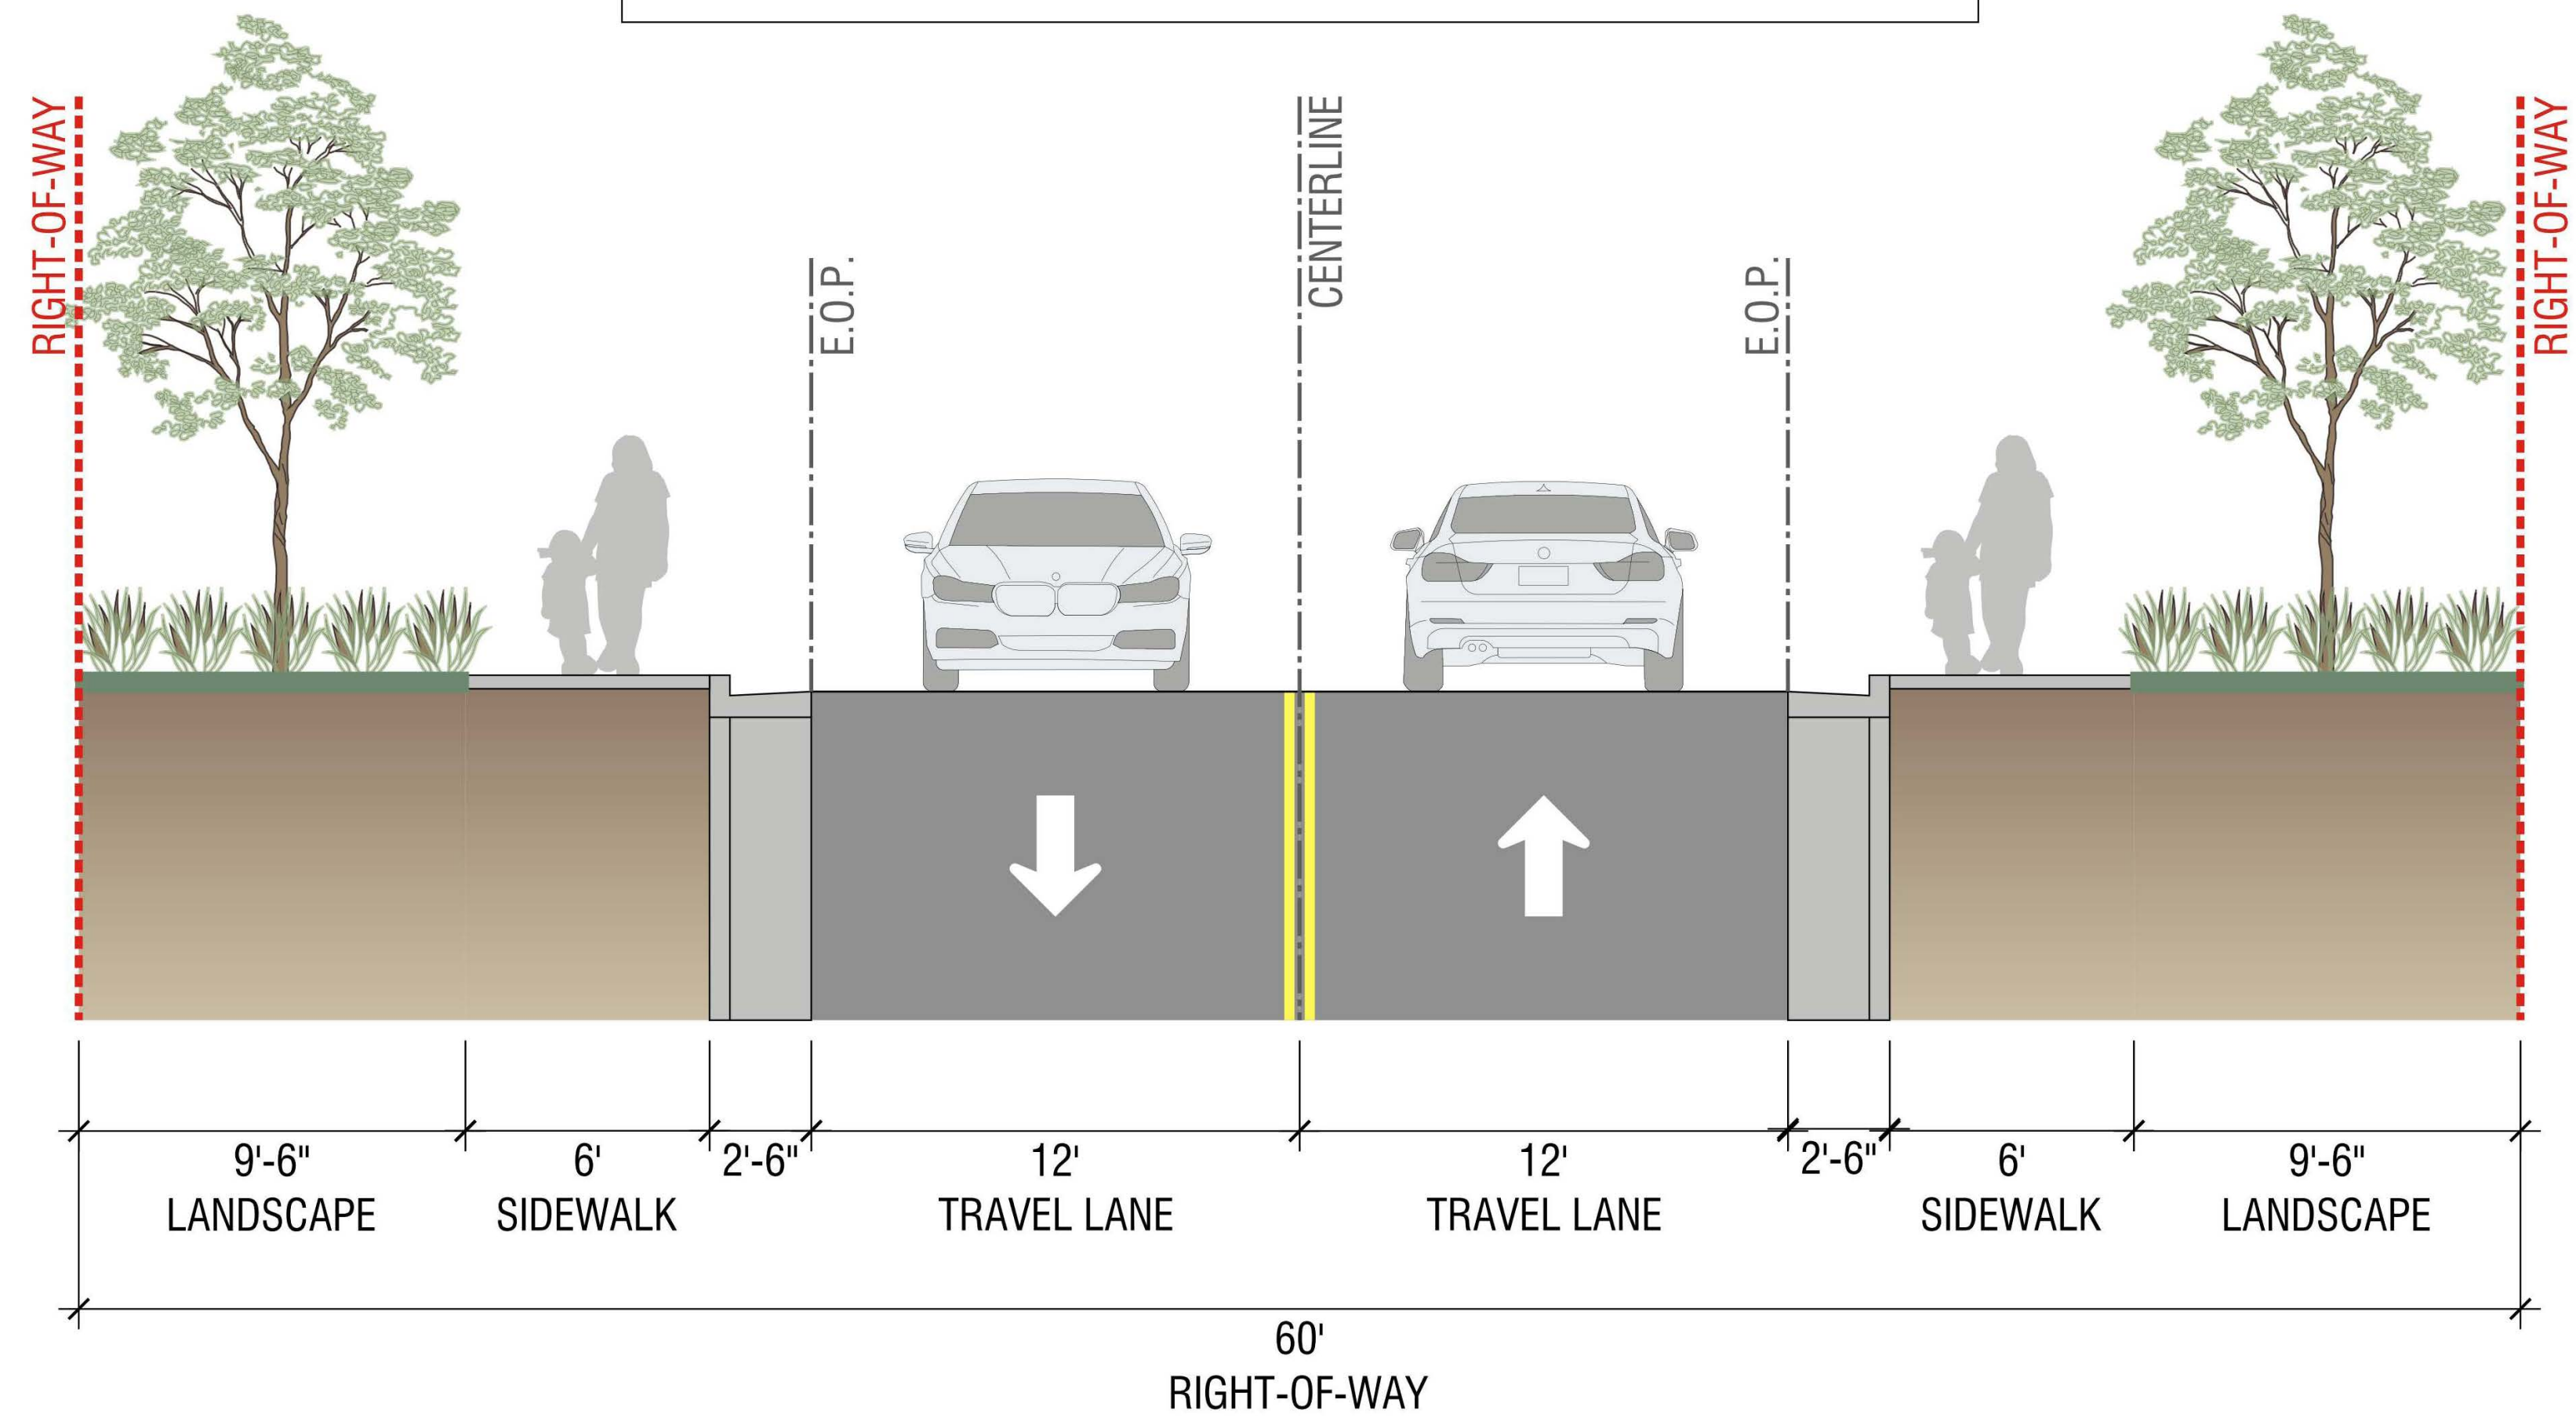 RIGHT-OF-WAY
E.O.P.
CENTERLINE
E.O.P.
RIGHT-OF-WAY
9'-6"
LANDSCAPE
6'
SIDEWALK
2'-6"
12'
TRAVEL LANE
12'
TRAVEL LANE
2'-6"
6'
SIDEWALK
9'-6"
LANDSCAPE
60'
RIGHT-OF-WAY